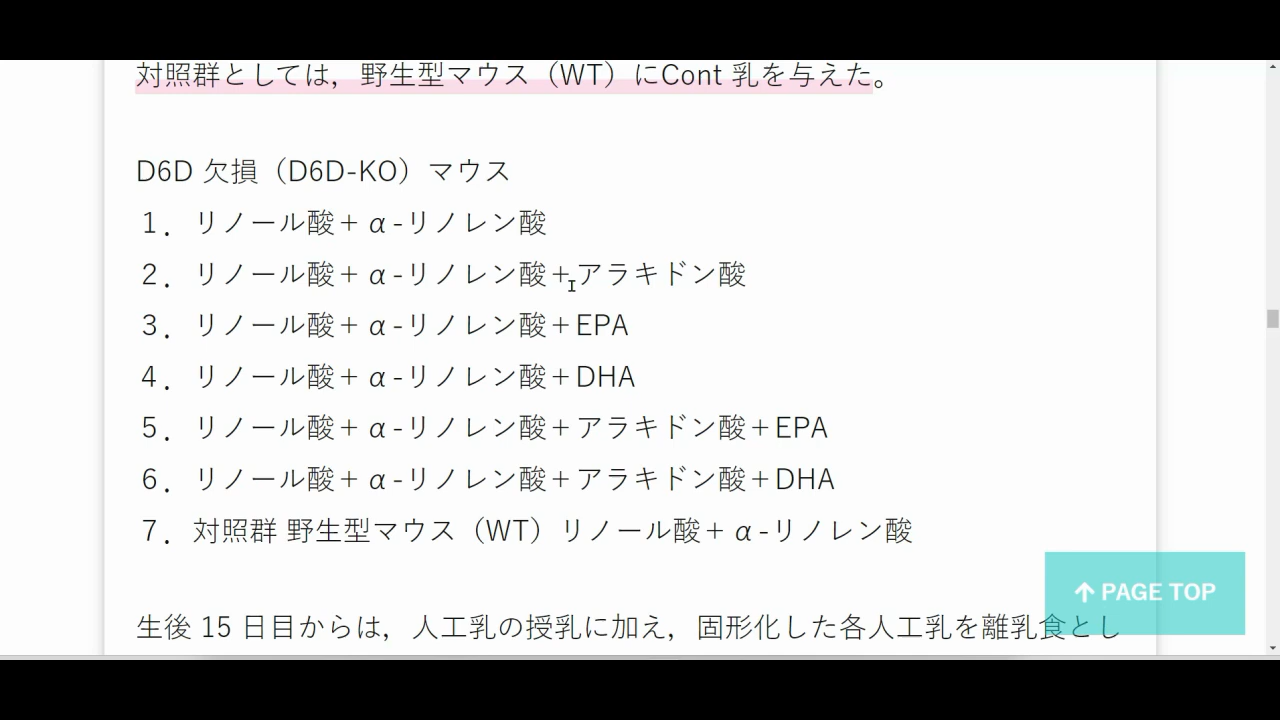 対照群としては，野生型マウス（WT）にCont 乳を与えた。
D6D 欠損（D6D-KO）マウス
１．リノール酸＋α-リノレン酸
２．リノール酸＋α-リノレン酸＋アラキドン酸
３．リノール酸＋α-リノレン酸＋EPA
４．リノール酸＋α-リノレン酸＋DHA
５．リノール酸＋α-リノレン酸＋アラキドン酸＋EPA
６．リノール酸＋α-リノレン酸＋アラキドン酸＋DHA
７．対照群 野生型マウス（WT）リノール酸＋α-リノレン酸
↑ PAGE TOP
生後 15 日目からは，人工乳の授乳に加え，固形化した各人工乳を離乳食とし